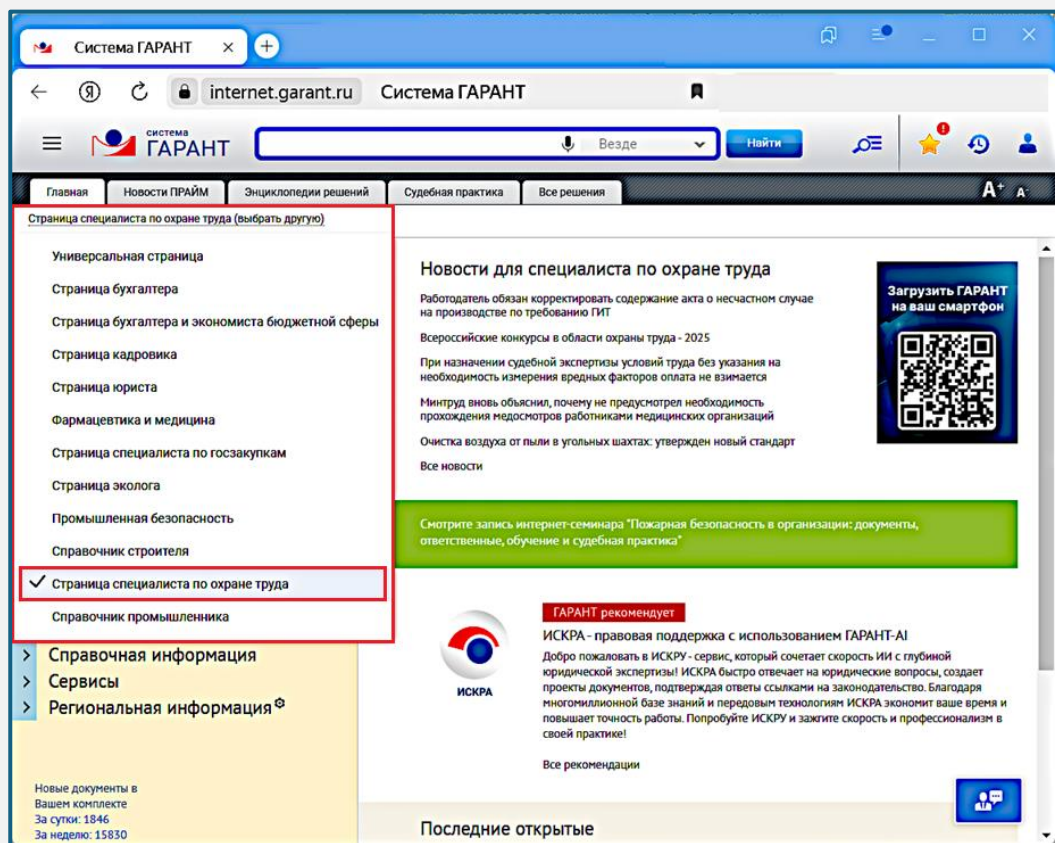 Система ГАРАНТ
internet.garant.ru Система ГАРАНТ
система
ГАРАНТ
Везде
Найти
Главная
Новости ПРАЙМ
Энциклопедии решений
Судебная практика
Все решения
A+ A-
Страница специалиста по охране труда (выбрать другую)
Универсальная страница
Страница бухгалтера
Страница бухгалтера и экономиста бюджетной сферы
Страница кадровика
Страница юриста
Фармацевтика и медицина
Страница специалиста по госзакупкам
Страница эколога
Промышленная безопасность
Справочник строителя
Страница специалиста по охране труда
Справочник промышленника
Справочная информация
Сервисы
Региональная информация
Новые документы в
Вашем комплекте
За сутки: 1846
За неделю: 15830
Новости для специалиста по охране труда
Работодатель обязан корректировать содержание акта о несчастном случае
на производстве по требованию ГИТ
Всероссийские конкурсы в области охраны труда - 2025
При назначении судебной экспертизы условий труда без указания на
необходимость измерения вредных факторов оплата не взимается
Минтруд вновь объяснил, почему не предусмотрел необходимость
прохождения медосмотров работниками медицинских организаций
Очистка воздуха от пыли в угольных шахтах: утвержден новый стандарт
Все новости
Загрузить ГАРАНТ
на ваш смартфон
Смотрите запись интернет-семинара "Пожарная безопасность в организации: документы,
ответственные, обучение и судебная практика"
ИСКРА
ГАРАНТ рекомендует
ИСКРА - правовая поддержка с использованием ГАРАНТ-AI
Добро пожаловать в ИСКРУ - сервис, который сочетает скорость ИИ с глубиной
юридической экспертизы! ИСКРА быстро отвечает на юридические вопросы, создает
проекты документов, подтверждая ответы ссылками на законодательство. Благодаря
многомиллионной базе знаний и передовым технологиям ИСКРА экономит ваше время и
повышает точность работы. Попробуйте ИСКРУ и зажгите скорость и профессионализм в
своей практике!
Все рекомендации
Последние открытые